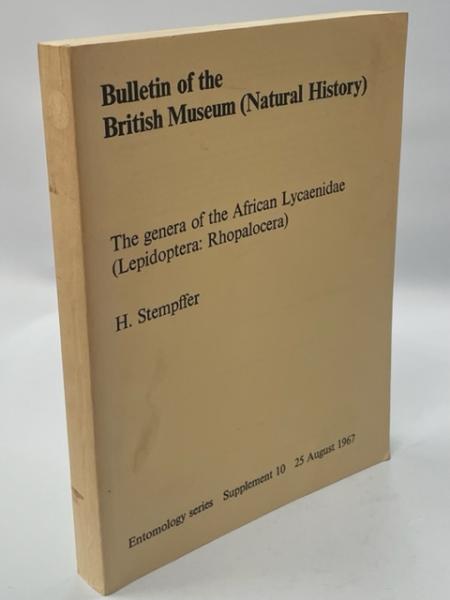 Bulletin of the
British Museum (Natural History)
The genera of the African Lycaenidae
(Lepidoptera: Rhopalocera)
H. Stempffer
Entomology series Supplement 10 25 August 1967